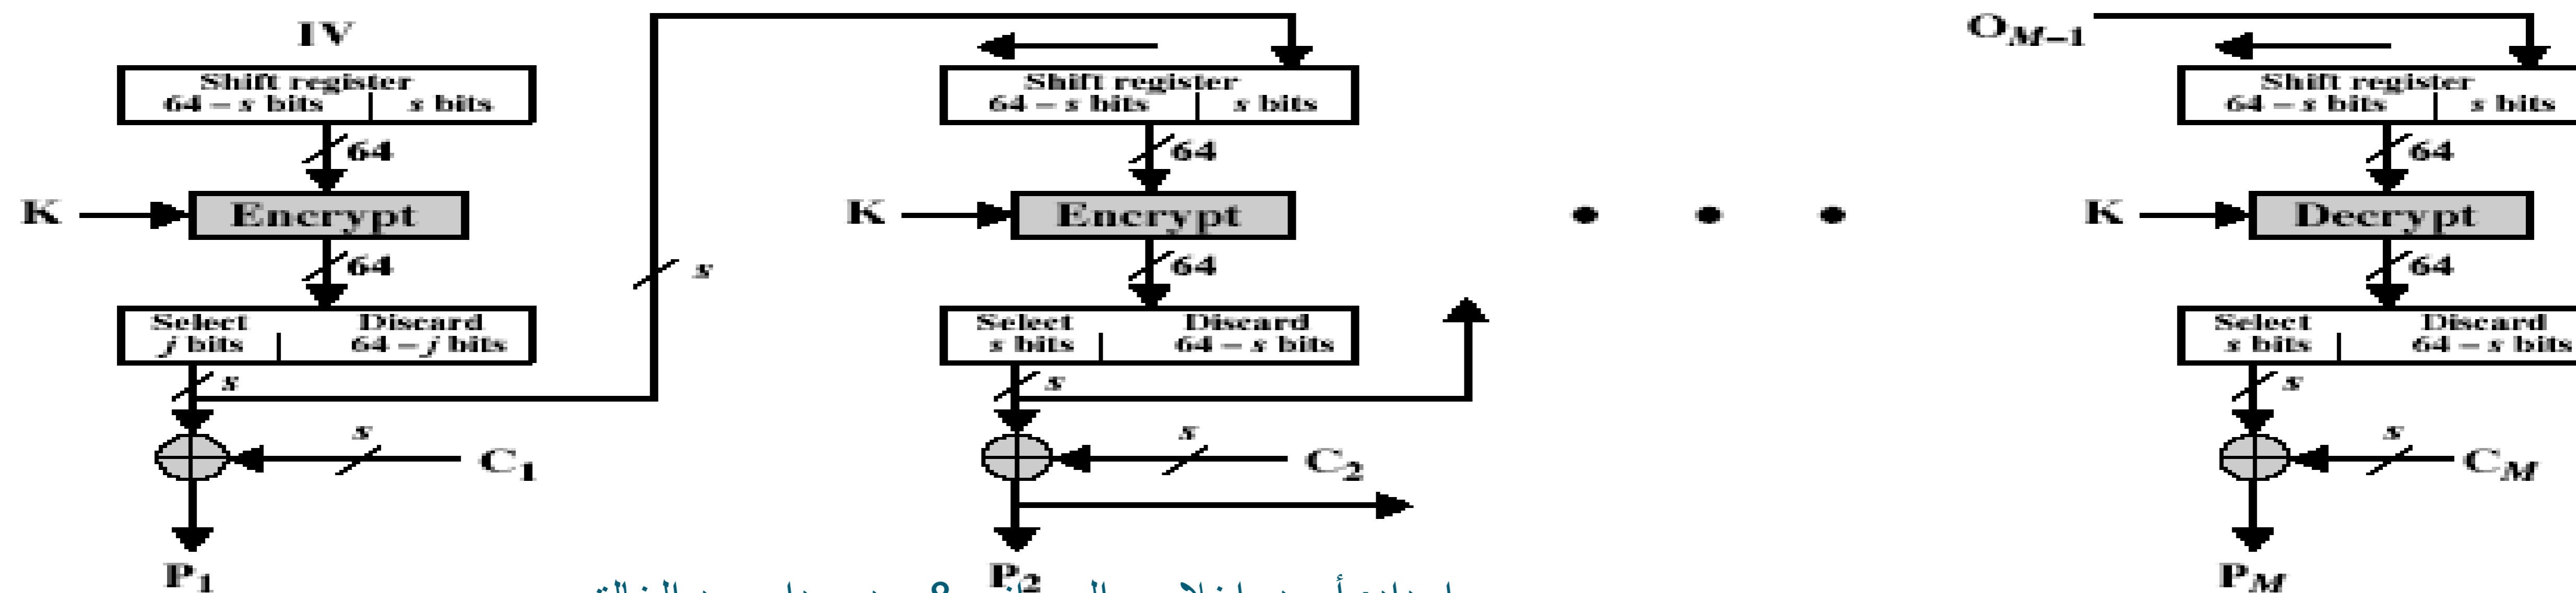 IV
Shift register
64 – s bits | s bits
64
K
Encrypt
64
Select
j bits
Discard
64 – j bits
s
s
C1
P1
s
Shift register
64 – s bits | s bits
64
K
Encrypt
64
Select
s bits
Discard
64 – s bits
s
s
C2
P2
• • •
OM–1
Shift register
64 – s bits | s bits
64
K
Decrypt
64
Select
s bits
Discard
64 – s bits
s
s
CM
PM